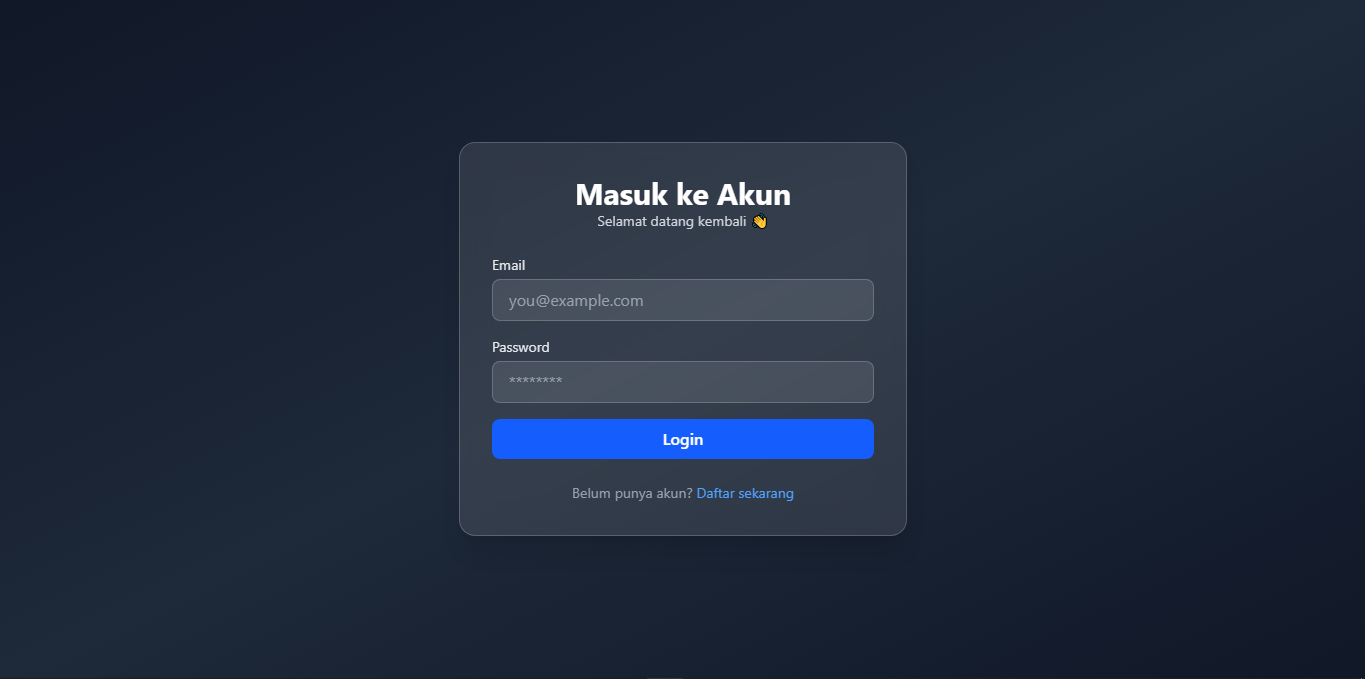 Masuk ke Akun
Selamat datang kembali 👋
Email
you@example.com
Password
********
Login
Belum punya akun? Daftar sekarang